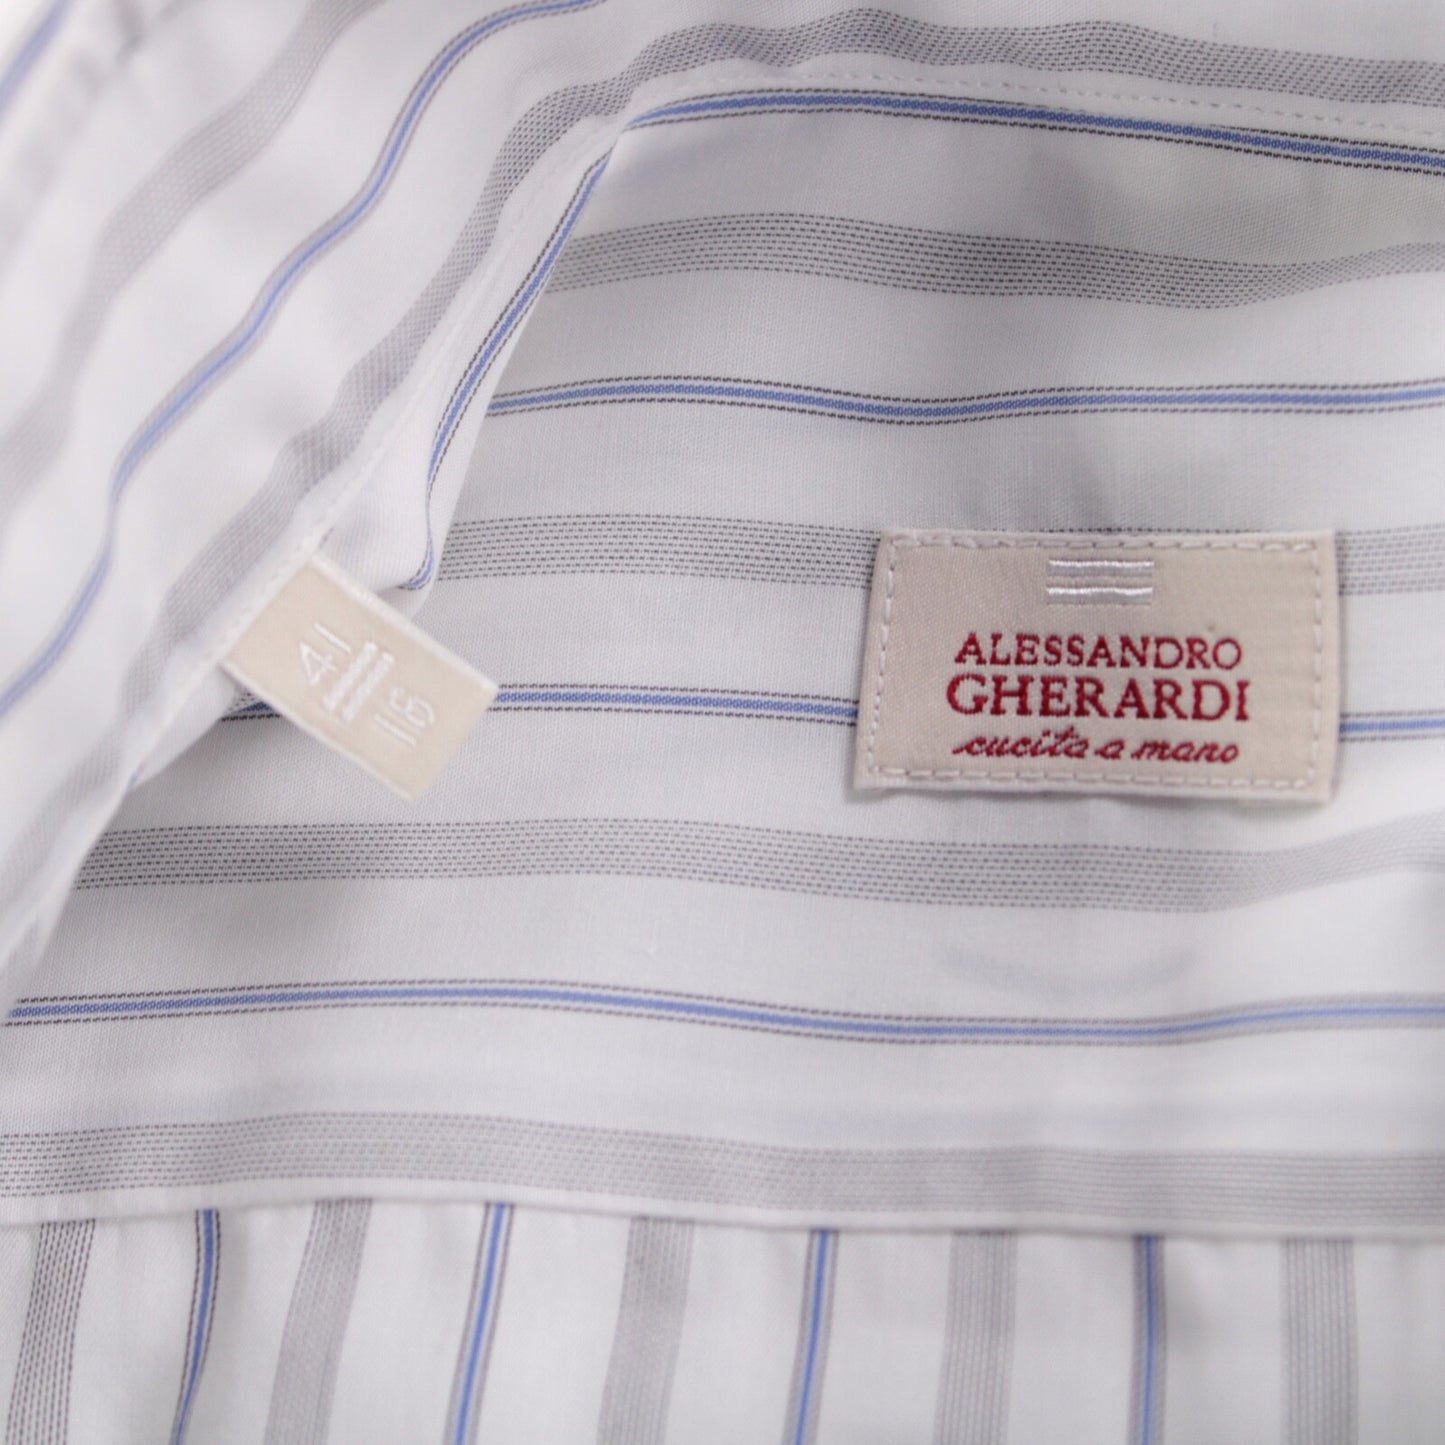 41
16
ALESSANDRO
GHERARDI
cucita a mano